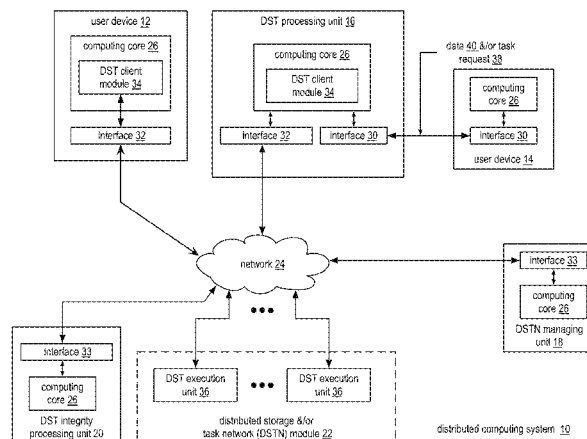 user device 12
computing core 26
DST client
module 34
interface 32
DST processing unit 16
computing core 26
DST client
module 34
interface 32
interface 30
data 40 &/or task
request 38
computing
core 26
interface 30
user device 14
network 24
interface 33
computing
core 26
DSTN managing
unit 18
interface 33
computing
core 26
DST integrity
processing unit 20
DST execution
unit 36
DST execution
unit 36
distributed storage &/or
task network (DSTN) module 22
distributed computing system 10